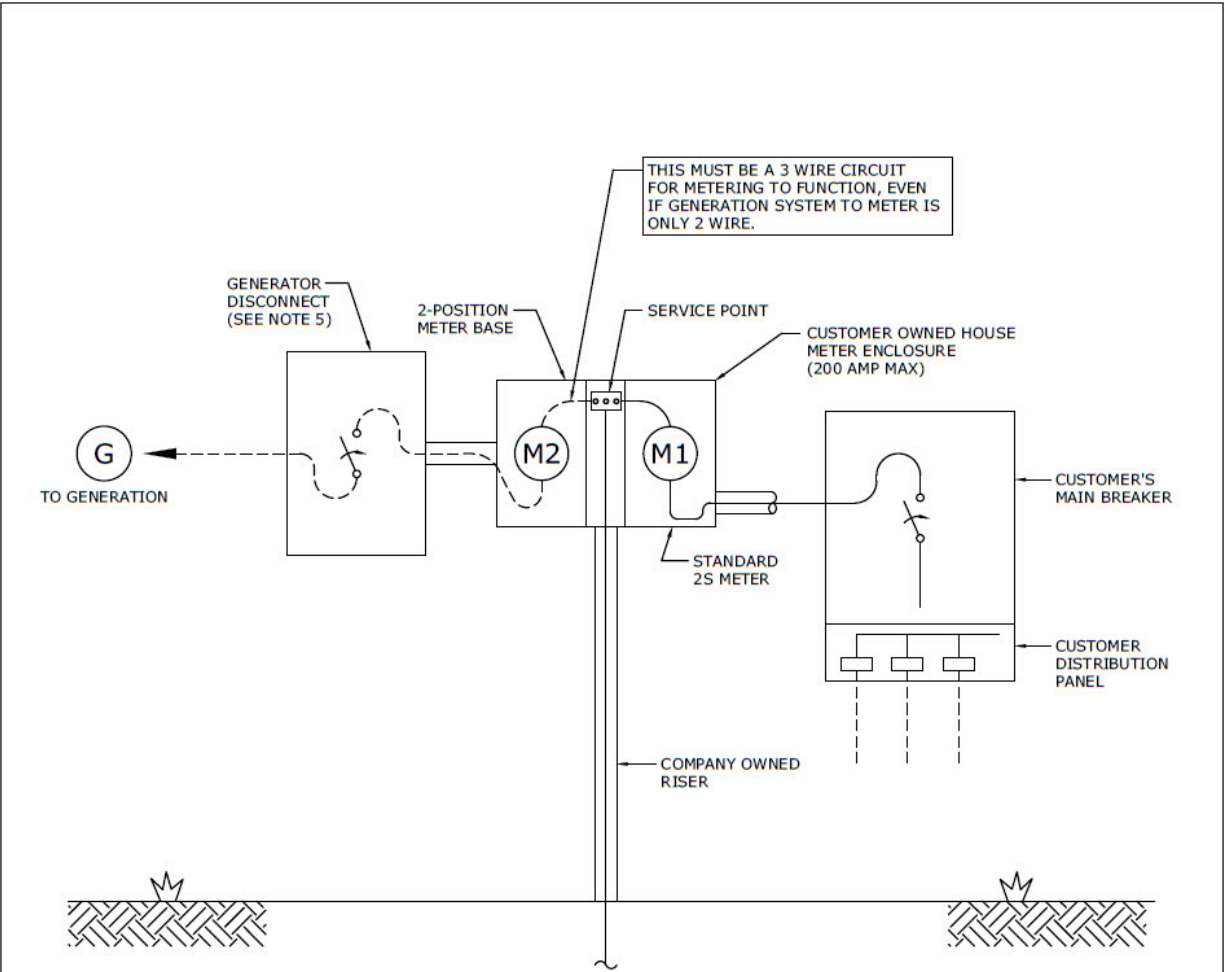 THIS MUST BE A 3 WIRE CIRCUIT
FOR METERING TO FUNCTION, EVEN
IF GENERATION SYSTEM TO METER IS
ONLY 2 WIRE.
GENERATOR
DISCONNECT
(SEE NOTE 5)
2-POSITION
METER BASE
SERVICE POINT
CUSTOMER OWNED HOUSE
METER ENCLOSURE
(200 AMP MAX)
G
TO GENERATION
M2
M1
CUSTOMER'S
MAIN BREAKER
STANDARD
2S METER
CUSTOMER
DISTRIBUTION
PANEL
COMPANY OWNED
RISER